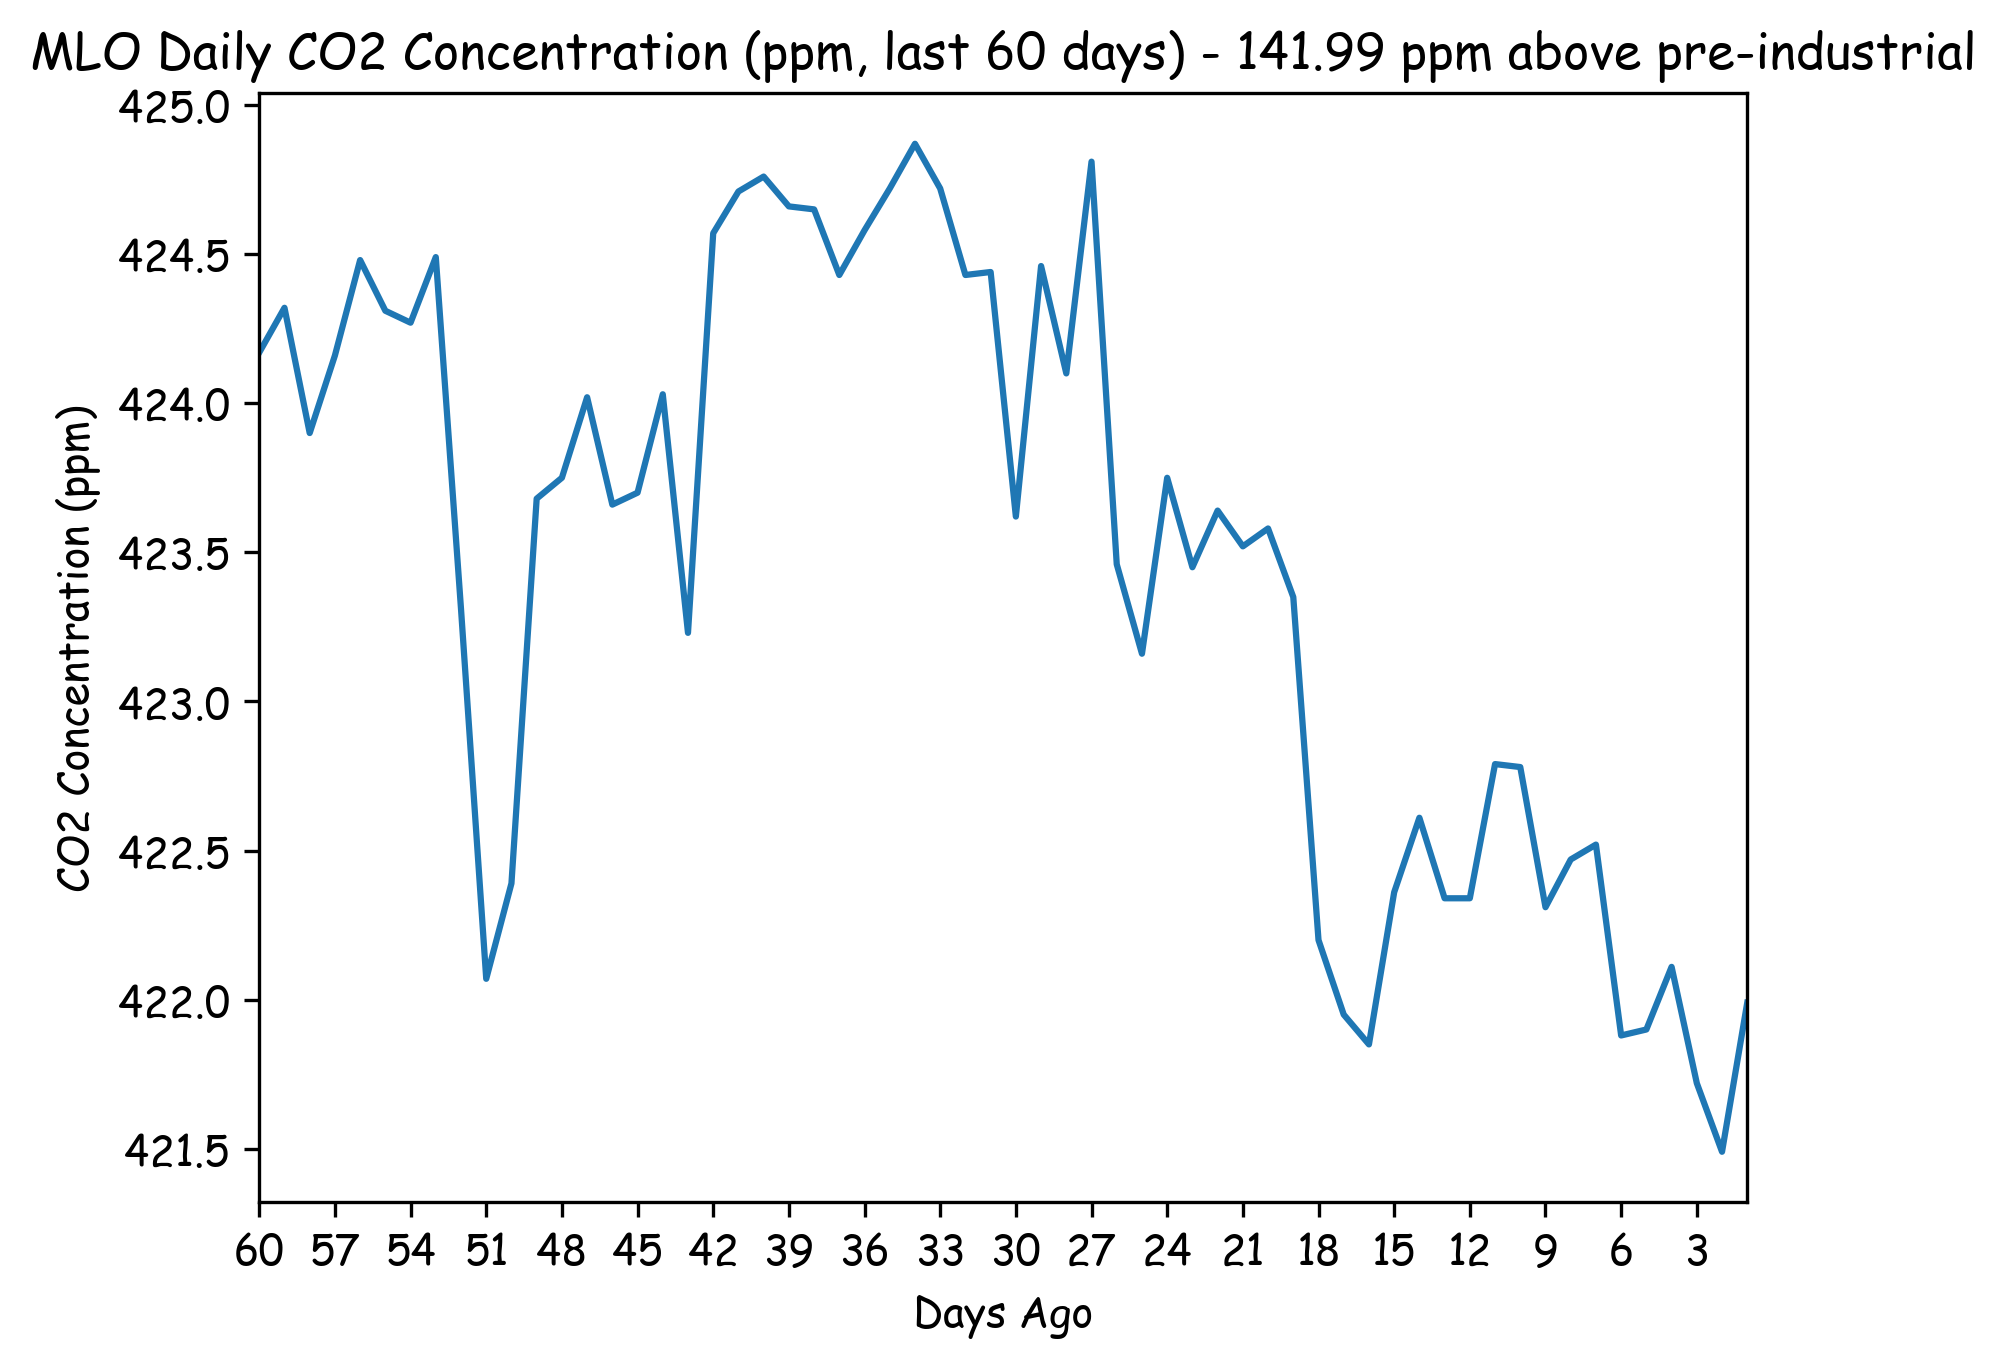 MLO Daily CO2 Concentration (ppm, last 60 days) - 141.99 ppm above pre-industrial
425.0
424.5
424.0
423.5
423.0
422.5
422.0
421.5
CO2 Concentration (ppm)
60 57 54 51 48 45 42 39 36 33 30 27 24 21 18 15 12 9 6 3
Days Ago